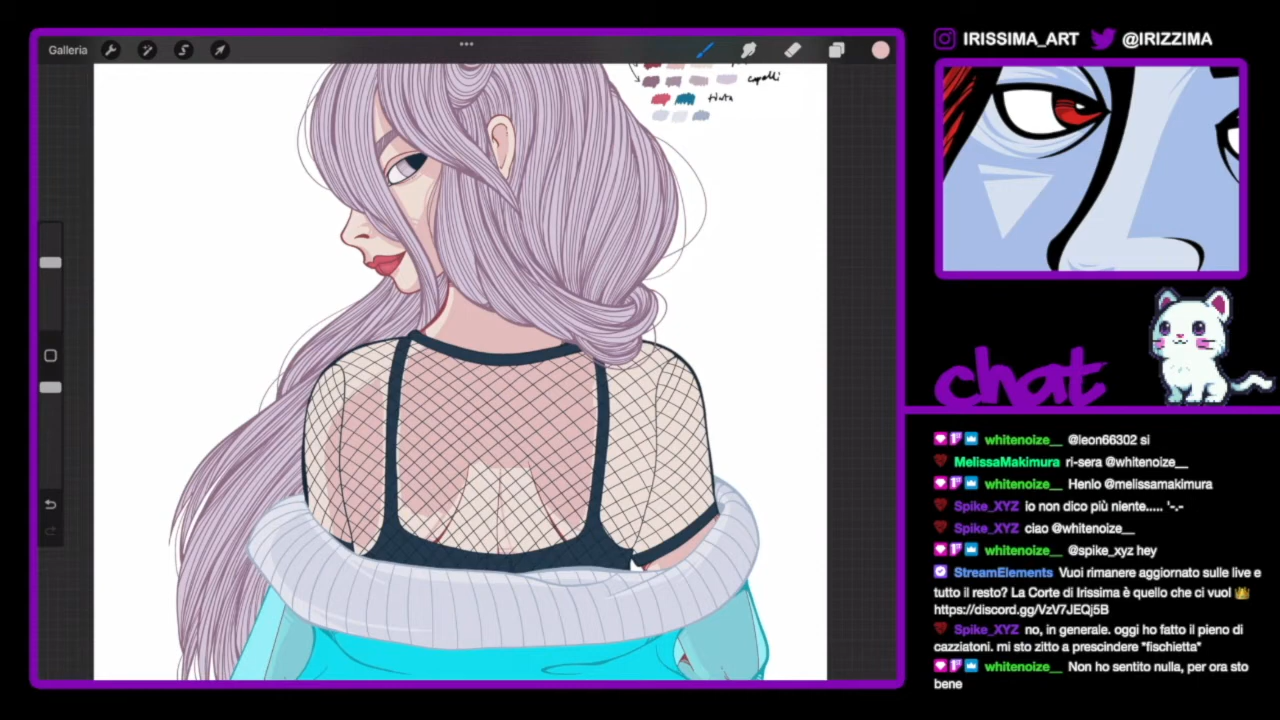 Galleria
capelli
tinta
IRISSIMA_ART @IRIZZIMA
chat
whitenoize__ @leon66302 si
MelissaMakimura ri-sera @whitenoize__
whitenoize__ Henlo @melissamakimura
Spike_XYZ io non dico più niente..... '-.-
Spike_XYZ ciao @whitenoize__
whitenoize__ @spike_xyz hey
StreamElements Vuoi rimanere aggiornato sulle live e
tutto il resto? La Corte di Irissima è quello che ci vuol 👑
https://discord.gg/VzV7JEQj5B
Spike_XYZ no, in generale. oggi ho fatto il pieno di
cazziatoni. mi sto zitto a prescindere "fischietta"
whitenoize__ Non ho sentito nulla, per ora sto
bene